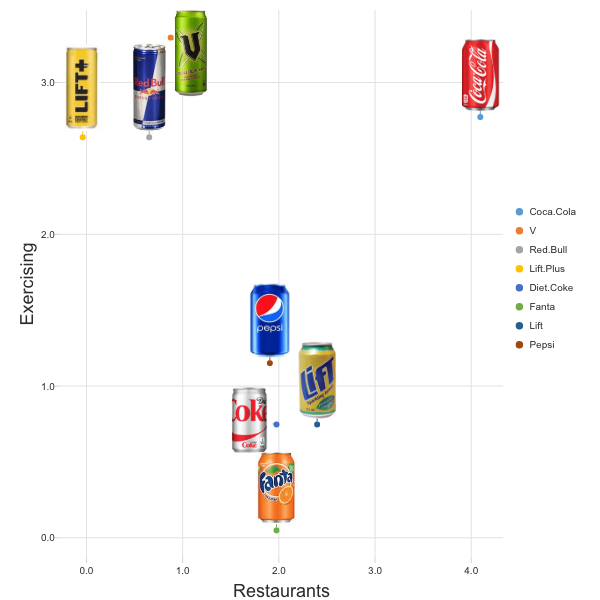 3.0
2.0
1.0
0.0
0.0
1.0
2.0
3.0
4.0
Exercising
Restaurants
LIFT+
Red Bull
V
Coca-Cola
pepsi
Lift
Coke
Coke
Fanta
Coca.Cola
V
Red.Bull
Lift.Plus
Diet.Coke
Fanta
Lift
Pepsi